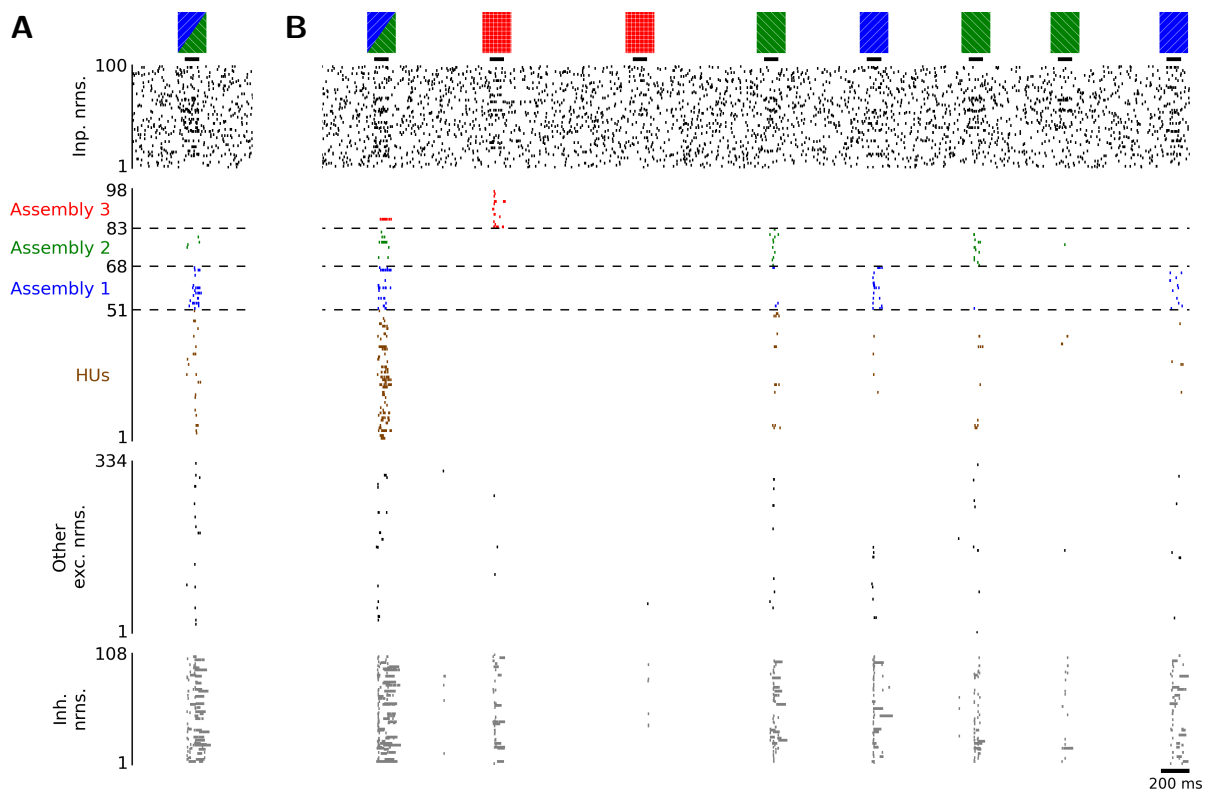 A
B
100
Inp. nrns.
1
98
Assembly 3
83
Assembly 2
68
Assembly 1
51
HUs
1
334
Other
exc. nrns.
1
108
Inh.
nrns.
1
200 ms